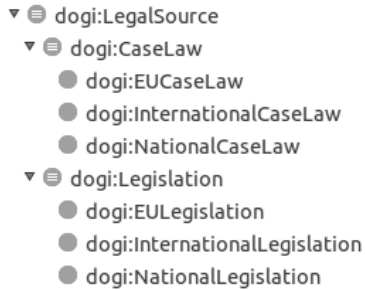 dogi:LegalSource
dogi:CaseLaw
dogi:EUCaseLaw
dogi:InternationalCaseLaw
dogi:NationalCaseLaw
dogi:Legislation
dogi:EULegislation
dogi:InternationalLegislation
dogi:NationalLegislation